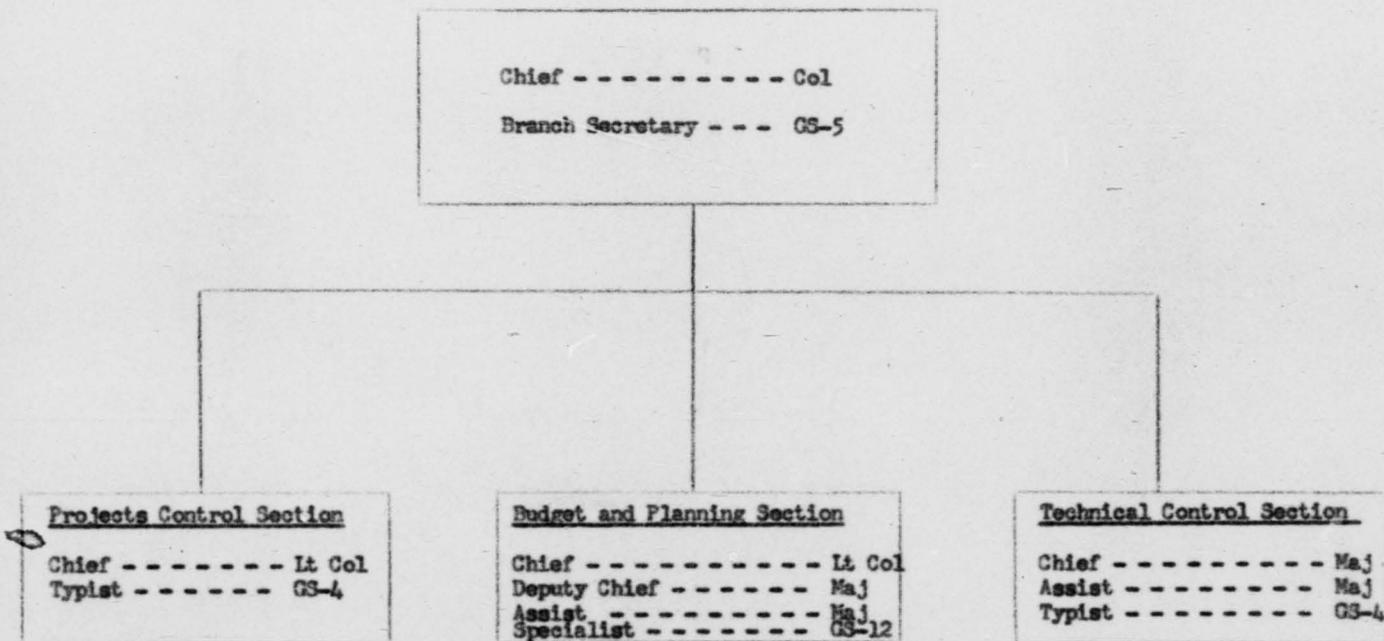 Chief - - - - - - - - - Col
Branch Secretary - - - GS-5
Projects Control Section
Chief - - - - - - - Lt Col
Typist - - - - - - GS-4
Budget and Planning Section
Chief - - - - - - - - - - Lt Col
Deputy Chief - - - - - - Maj
Assist - - - - - - - - - Maj
Specialist - - - - - - - GS-12
Technical Control Section
Chief - - - - - - - - - Maj
Assist - - - - - - - - Maj
Typist - - - - - - - - GS-4